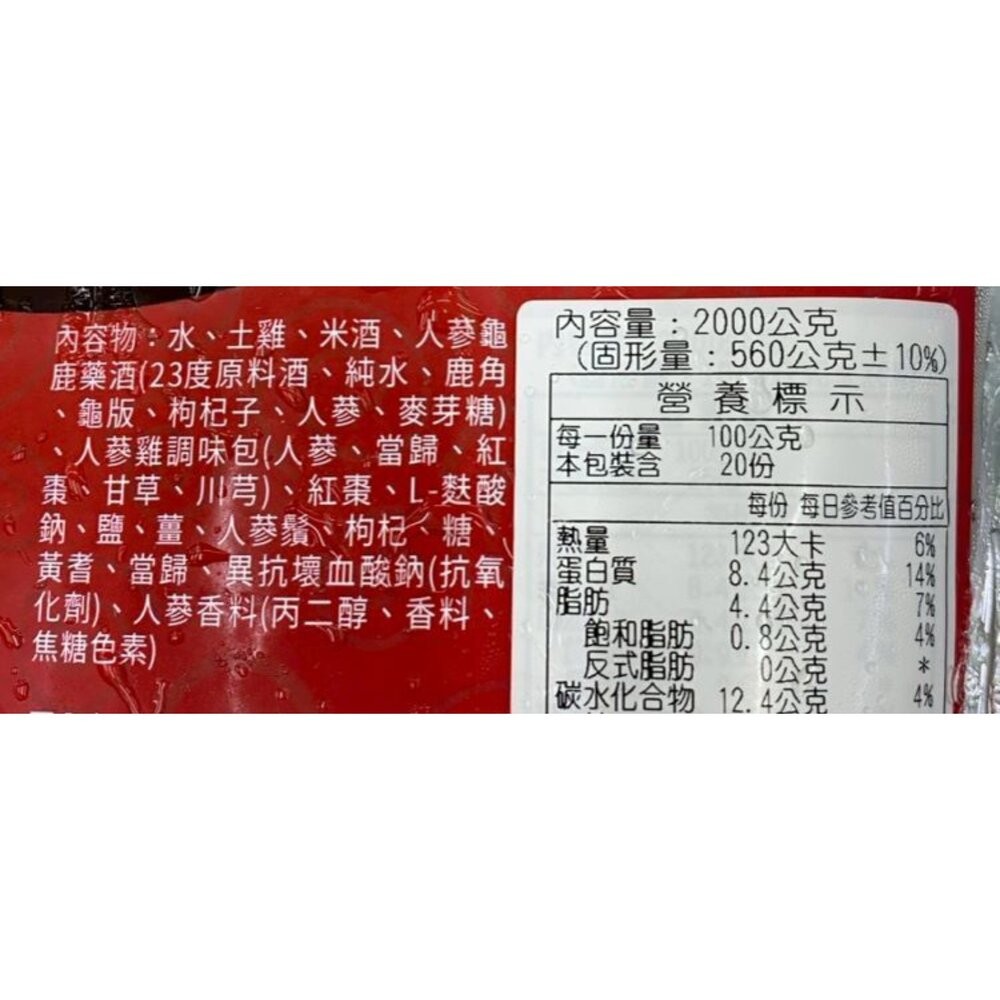 內容物：水、土雞、米酒、人蔘龜
鹿藥酒(23度原料酒、純水、鹿角
、龜版、枸杞子、人蔘、麥芽糖)
、人蔘雞調味包(人蔘、當歸、紅
棗、甘草、川芎)、紅棗、L-麩酸
鈉、鹽、薑、人蔘鬚、枸杞、糖、
黃耆、當歸、異抗壞血酸鈉(抗氧
化劑)、人蔘香料(丙二醇、香料、
焦糖色素)
內容量：2000公克
(固形量：560公克±10%)
營養標示
每一份量 100公克
本包裝含 20份
每份 每日參考值百分比
熱量 123大卡 6%
蛋白質 8.4公克 14%
脂肪 4.4公克 7%
飽和脂肪 0.8公克 4%
反式脂肪 0公克 *
碳水化合物 12.4公克 4%